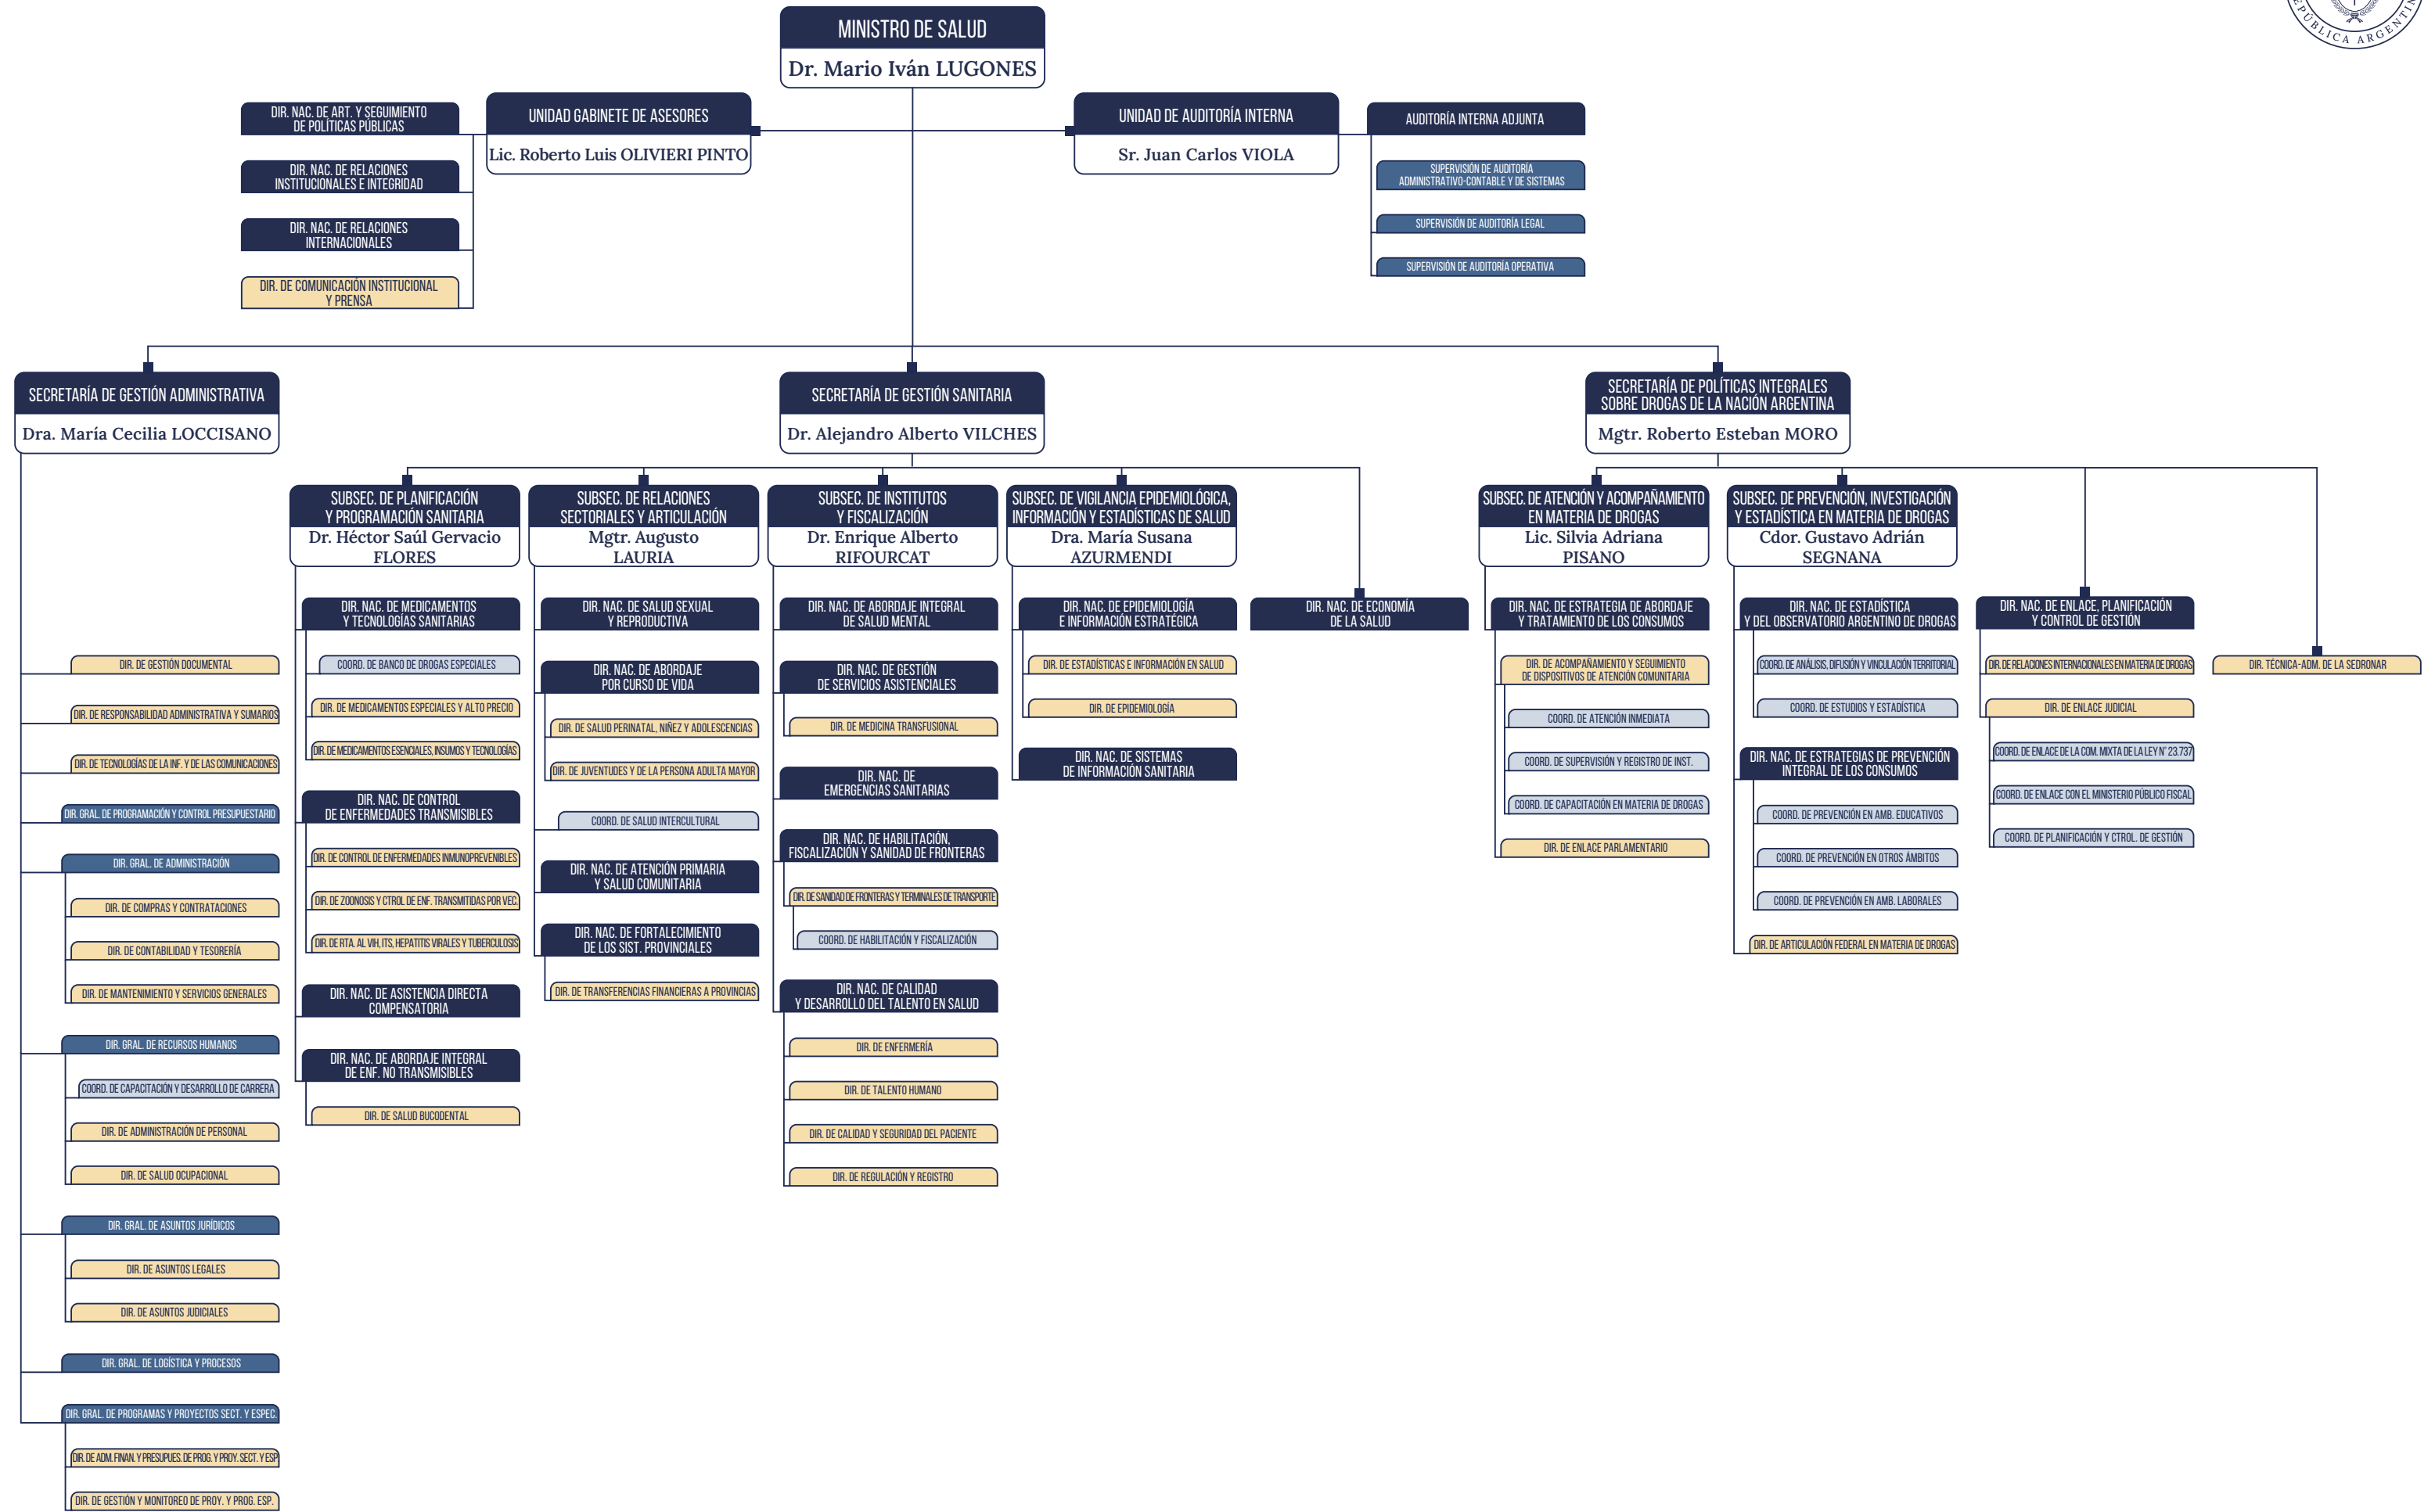 REPÚBLICA ARGENTIN
MINISTRO DE SALUD
Dr. Mario Iván LUGONES
DIR. NAC. DE ART. Y SEGUIMIENTO
DE POLÍTICAS PÚBLICAS
DIR. NAC. DE RELACIONES
INSTITUCIONALES E INTEGRIDAD
DIR. NAC. DE RELACIONES
INTERNACIONALES
DIR. DE COMUNICACIÓN INSTITUCIONAL
Y PRENSA
UNIDAD GABINETE DE ASESORES
Lic. Roberto Luis OLIVIERI PINTO
UNIDAD DE AUDITORÍA INTERNA
Sr. Juan Carlos VIOLA
AUDITORÍA INTERNA ADJUNTA
SUPERVISIÓN DE AUDITORÍA
ADMINISTRATIVO-CONTABLE Y DE SISTEMAS
SUPERVISIÓN DE AUDITORÍA LEGAL
SUPERVISIÓN DE AUDITORÍA OPERATIVA
SECRETARÍA DE GESTIÓN ADMINISTRATIVA
Dra. María Cecilia LOCCISANO
DIR. DE GESTIÓN DOCUMENTAL
DIR. DE RESPONSABILIDAD ADMINISTRATIVA Y SUMARIOS
DIR. DE TECNOLOGÍAS DE LA INF. Y DE LAS COMUNICACIONES
DIR. GRAL. DE PROGRAMACIÓN Y CONTROL PRESUPUESTARIO
DIR. GRAL. DE ADMINISTRACIÓN
DIR. DE COMPRAS Y CONTRATACIONES
DIR. DE CONTABILIDAD Y TESORERÍA
DIR. DE MANTENIMIENTO Y SERVICIOS GENERALES
DIR. GRAL. DE RECURSOS HUMANOS
COORD. DE CAPACITACIÓN Y DESARROLLO DE CARRERA
DIR. DE ADMINISTRACIÓN DE PERSONAL
DIR. DE SALUD OCUPACIONAL
DIR. GRAL. DE ASUNTOS JURÍDICOS
DIR. DE ASUNTOS LEGALES
DIR. DE ASUNTOS JUDICIALES
DIR. GRAL. DE LOGÍSTICA Y PROCESOS
DIR. GRAL. DE PROGRAMAS Y PROYECTOS SECT. Y ESPEC.
DIR. DE ADM. FINAN. Y PRESUPUES. DE PROG. Y PROY. SECT. Y ESP
DIR. DE GESTIÓN Y MONITOREO DE PROY. Y PROG. ESP.
SECRETARÍA DE GESTIÓN SANITARIA
Dr. Alejandro Alberto VILCHES
SUBSEC. DE PLANIFICACIÓN
Y PROGRAMACIÓN SANITARIA
Dr. Héctor Saúl Gervacio
FLORES
DIR. NAC. DE MEDICAMENTOS
Y TECNOLOGÍAS SANITARIAS
COORD. DE BANCO DE DROGAS ESPECIALES
DIR. DE MEDICAMENTOS ESPECIALES Y ALTO PRECIO
DIR. DE MEDICAMENTOS ESENCIALES, INSUMOS Y TECNOLOGÍAS
DIR. NAC. DE CONTROL
DE ENFERMEDADES TRANSMISIBLES
DIR. DE CONTROL DE ENFERMEDADES INMUNOPREVENIBLES
DIR. DE ZOONOSIS Y CTROL DE ENF. TRANSMITIDAS POR VEC.
DIR. DE RTA. AL VIH, ITS, HEPATITIS VIRALES Y TUBERCULOSIS
DIR. NAC. DE ASISTENCIA DIRECTA
COMPENSATORIA
DIR. NAC. DE ABORDAJE INTEGRAL
DE ENF. NO TRANSMISIBLES
DIR. DE SALUD BUCODENTAL
SUBSEC. DE RELACIONES
SECTORIALES Y ARTICULACIÓN
Mgtr. Augusto
LAURIA
DIR. NAC. DE SALUD SEXUAL
Y REPRODUCTIVA
DIR. NAC. DE ABORDAJE
POR CURSO DE VIDA
DIR. DE SALUD PERINATAL, NIÑEZ Y ADOLESCENCIAS
DIR. DE JUVENTUDES Y DE LA PERSONA ADULTA MAYOR
COORD. DE SALUD INTERCULTURAL
DIR. NAC. DE ATENCIÓN PRIMARIA
Y SALUD COMUNITARIA
DIR. NAC. DE FORTALECIMIENTO
DE LOS SIST. PROVINCIALES
DIR. DE TRANSFERENCIAS FINANCIERAS A PROVINCIAS
SUBSEC. DE INSTITUTOS
Y FISCALIZACIÓN
Dr. Enrique Alberto
RIFOURCAT
DIR. NAC. DE ABORDAJE INTEGRAL
DE SALUD MENTAL
DIR. NAC. DE GESTIÓN
DE SERVICIOS ASISTENCIALES
DIR. DE MEDICINA TRANSFUSIONAL
DIR. NAC. DE
EMERGENCIAS SANITARIAS
DIR. NAC. DE HABILITACIÓN,
FISCALIZACIÓN Y SANIDAD DE FRONTERAS
DIR. DE SANIDAD DE FRONTERAS Y TERMINALES DE TRANSPORTE
COORD. DE HABILITACIÓN Y FISCALIZACIÓN
DIR. NAC. DE CALIDAD
Y DESARROLLO DEL TALENTO EN SALUD
DIR. DE ENFERMERÍA
DIR. DE TALENTO HUMANO
DIR. DE CALIDAD Y SEGURIDAD DEL PACIENTE
DIR. DE REGULACIÓN Y REGISTRO
SUBSEC. DE VIGILANCIA EPIDEMIOLÓGICA,
INFORMACIÓN Y ESTADÍSTICAS DE SALUD
Dra. María Susana
AZURMENDI
DIR. NAC. DE EPIDEMIOLOGÍA
E INFORMACIÓN ESTRATÉGICA
DIR. DE ESTADÍSTICAS E INFORMACIÓN EN SALUD
DIR. DE EPIDEMIOLOGÍA
DIR. NAC. DE SISTEMAS
DE INFORMACIÓN SANITARIA
DIR. NAC. DE ECONOMÍA
DE LA SALUD
SECRETARÍA DE POLÍTICAS INTEGRALES
SOBRE DROGAS DE LA NACIÓN ARGENTINA
Mgtr. Roberto Esteban MORO
SUBSEC. DE ATENCIÓN Y ACOMPAÑAMIENTO
EN MATERIA DE DROGAS
Lic. Silvia Adriana
PISANO
DIR. NAC. DE ESTRATEGIA DE ABORDAJE
Y TRATAMIENTO DE LOS CONSUMOS
DIR. DE ACOMPAÑAMIENTO Y SEGUIMIENTO
DE DISPOSITIVOS DE ATENCIÓN COMUNITARIA
COORD. DE ATENCIÓN INMEDIATA
COORD. DE SUPERVISIÓN Y REGISTRO DE INST.
COORD. DE CAPACITACIÓN EN MATERIA DE DROGAS
DIR. DE ENLACE PARLAMENTARIO
SUBSEC. DE PREVENCIÓN, INVESTIGACIÓN
Y ESTADÍSTICA EN MATERIA DE DROGAS
Cdor. Gustavo Adrián
SEGNANA
DIR. NAC. DE ESTADÍSTICA
Y DEL OBSERVATORIO ARGENTINO DE DROGAS
COORD. DE ANÁLISIS, DIFUSIÓN Y VINCULACIÓN TERRITORIAL
COORD. DE ESTUDIOS Y ESTADÍSTICA
DIR. NAC. DE ESTRATEGIAS DE PREVENCIÓN
INTEGRAL DE LOS CONSUMOS
COORD. DE PREVENCIÓN EN AMB. EDUCATIVOS
COORD. DE PREVENCIÓN EN OTROS ÁMBITOS
COORD. DE PREVENCIÓN EN AMB. LABORALES
DIR. DE ARTICULACIÓN FEDERAL EN MATERIA DE DROGAS
DIR. NAC. DE ENLACE, PLANIFICACIÓN
Y CONTROL DE GESTIÓN
DIR. DE RELACIONES INTERNACIONALES EN MATERIA DE DROGAS
DIR. DE ENLACE JUDICIAL
COORD. DE ENLACE DE LA COM. MIXTA DE LA LEY N° 23.737
COORD. DE ENLACE CON EL MINISTERIO PÚBLICO FISCAL
COORD. DE PLANIFICACIÓN Y CTROL. DE GESTIÓN
DIR. TÉCNICA-ADM. DE LA SEDRONAR